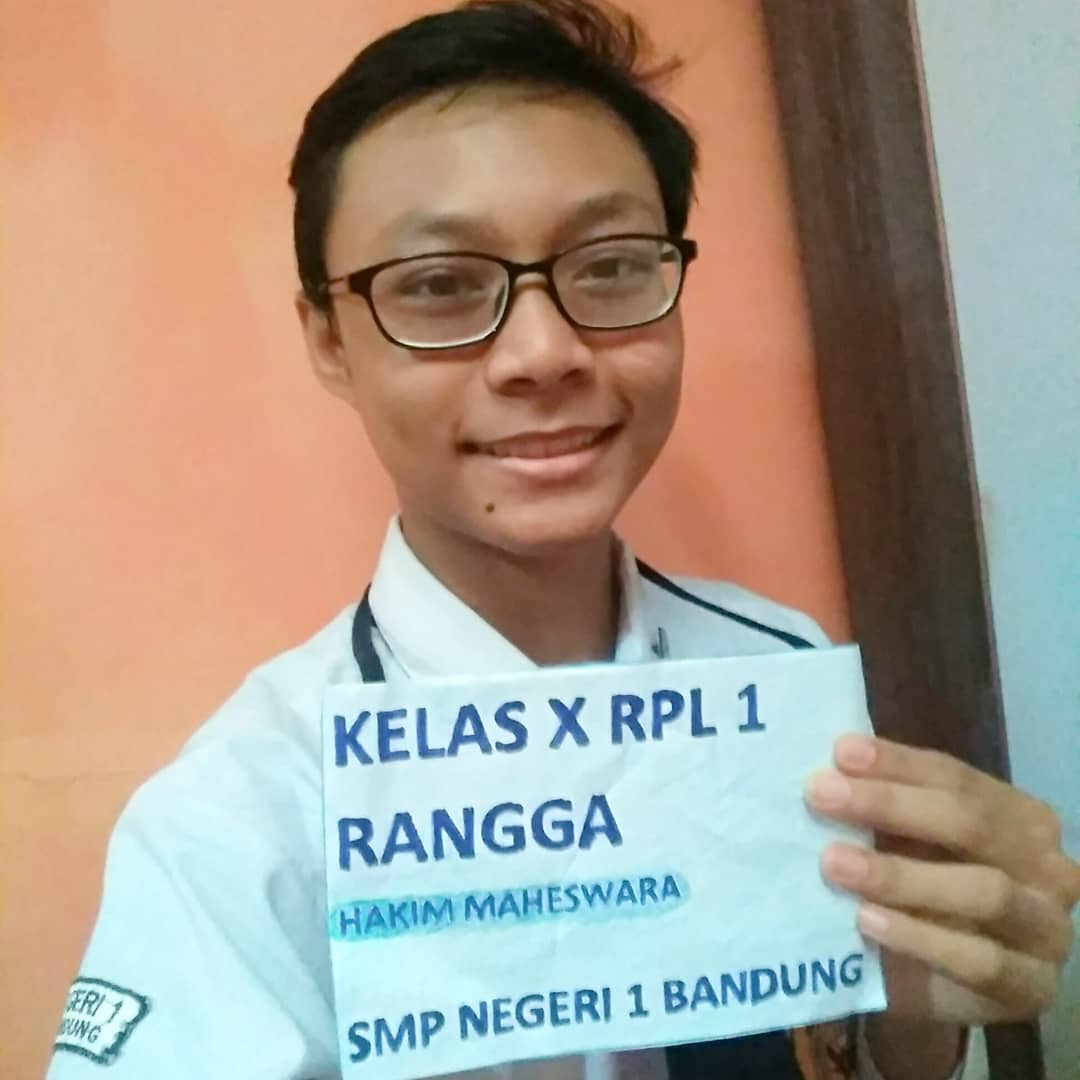 KELAS X RPL 1
RANGGA
HAKIM MAHESWARA
SMP NEGERI 1 BANDUNG